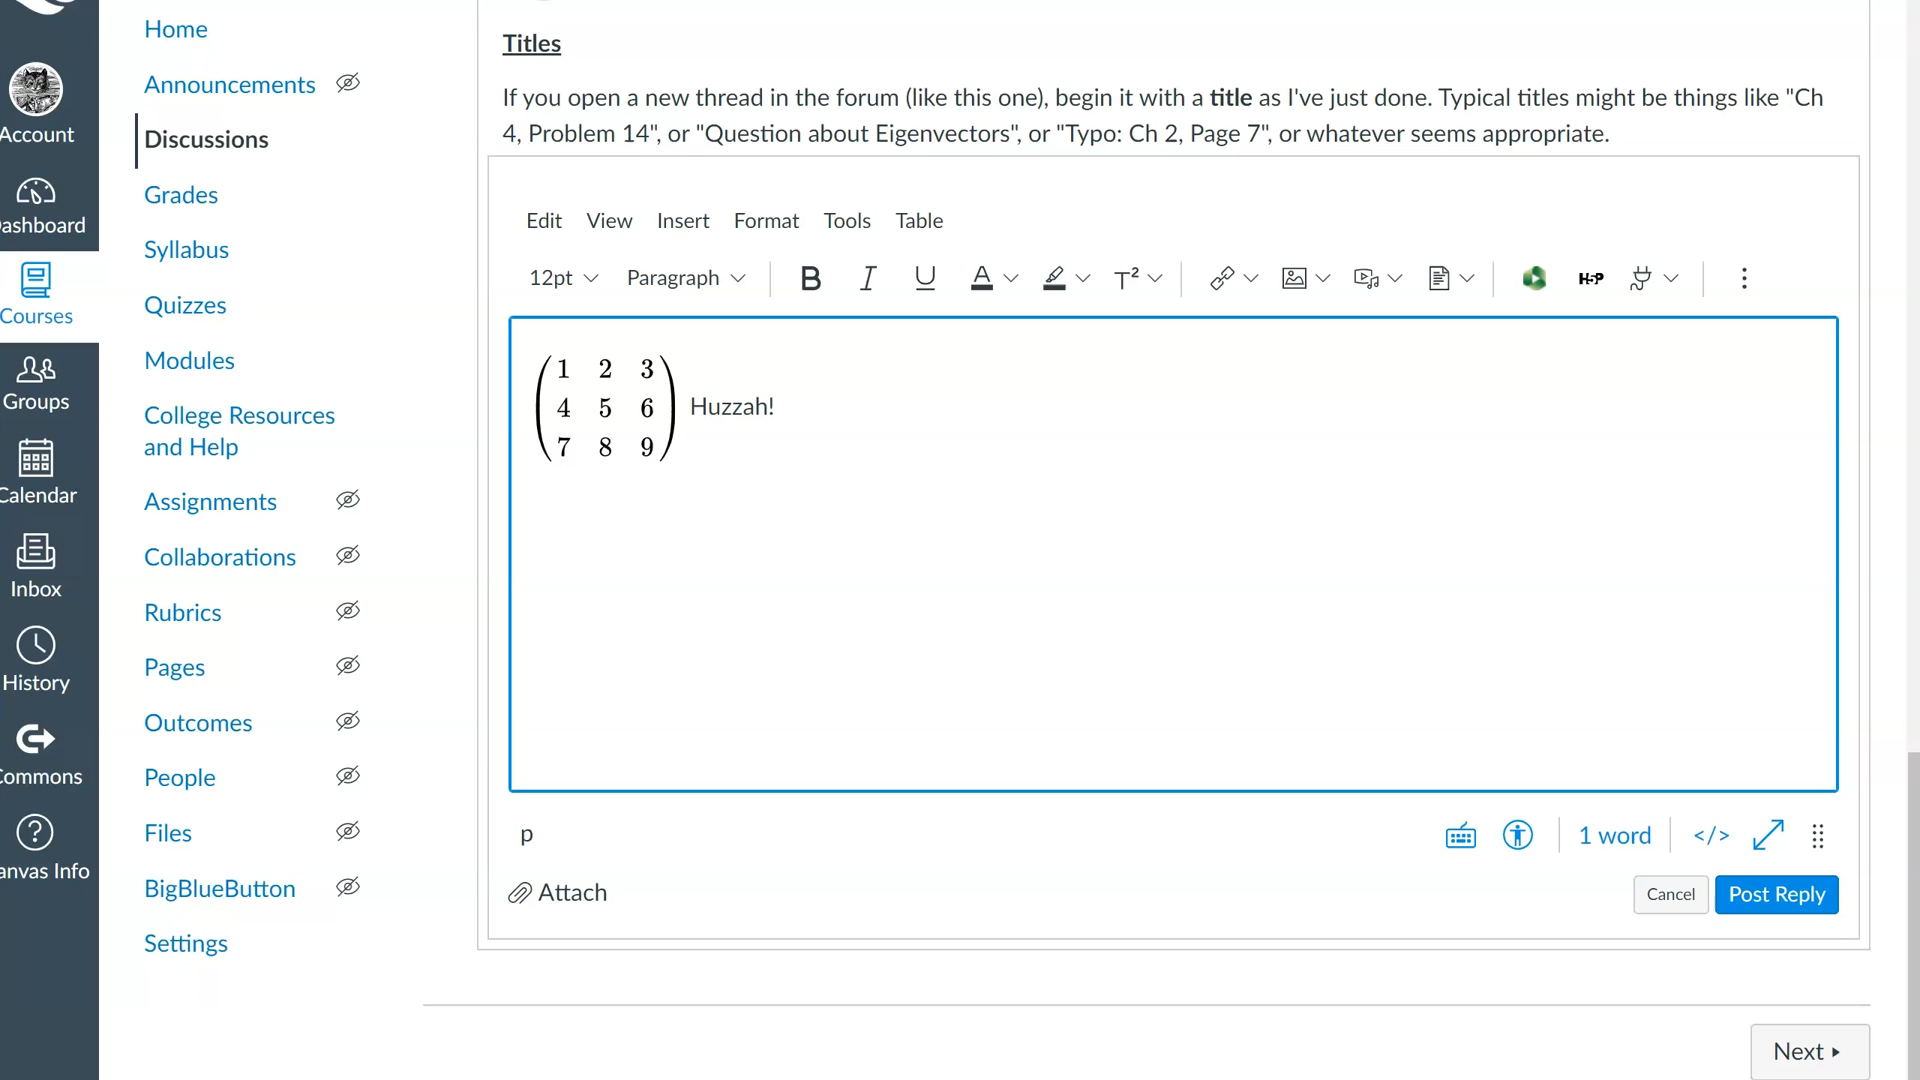 Account
ashboard
Courses
Groups
Calendar
Inbox
History
ommons
anvas Info
Home
Announcements
Discussions
Grades
Syllabus
Quizzes
Modules
College Resources
and Help
Assignments
Collaborations
Rubrics
Pages
Outcomes
People
Files
BigBlueButton
Settings
Titles
If you open a new thread in the forum (like this one), begin it with a title as I've just done. Typical titles might be things like "Ch
4, Problem 14", or "Question about Eigenvectors", or "Typo: Ch 2, Page 7", or whatever seems appropriate.
Edit View Insert Format Tools Table
12pt Paragraph B I U A T² H5P
1 2 3
4 5 6 Huzzah!
7 8 9
p 1 word </>
Attach Cancel Post Reply
Next